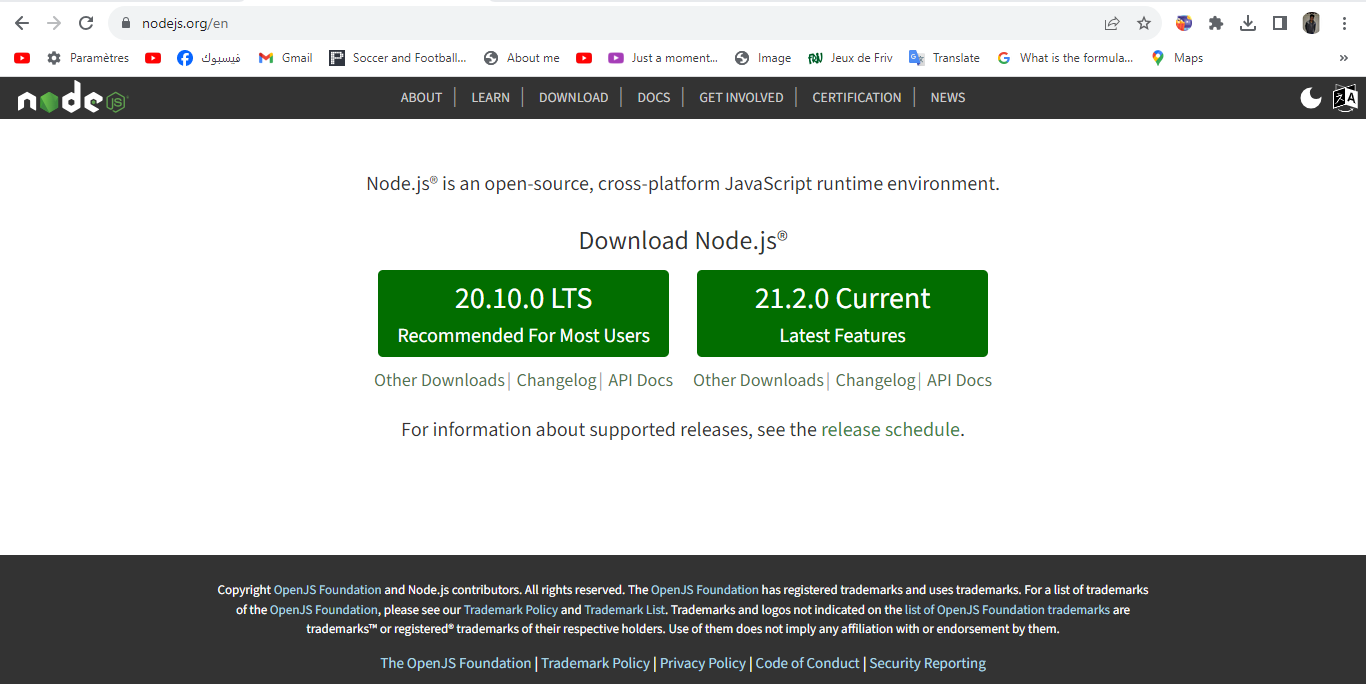 nodejs.org/en
Paramètres فيسبوك Gmail Soccer and Football... About me Just a moment... Image Jeux de Friv Translate What is the formula... Maps »
node JS ABOUT LEARN DOWNLOAD DOCS GET INVOLVED CERTIFICATION NEWS
Node.js® is an open-source, cross-platform JavaScript runtime environment.
Download Node.js®
20.10.0 LTS
Recommended For Most Users
21.2.0 Current
Latest Features
Other Downloads | Changelog | API Docs
Other Downloads | Changelog | API Docs
For information about supported releases, see the release schedule.
Copyright OpenJS Foundation and Node.js contributors. All rights reserved. The OpenJS Foundation has registered trademarks and uses trademarks. For a list of trademarks
of the OpenJS Foundation, please see our Trademark Policy and Trademark List. Trademarks and logos not indicated on the list of OpenJS Foundation trademarks are
trademarks™ or registered® trademarks of their respective holders. Use of them does not imply any affiliation with or endorsement by them.
The OpenJS Foundation | Trademark Policy | Privacy Policy | Code of Conduct | Security Reporting